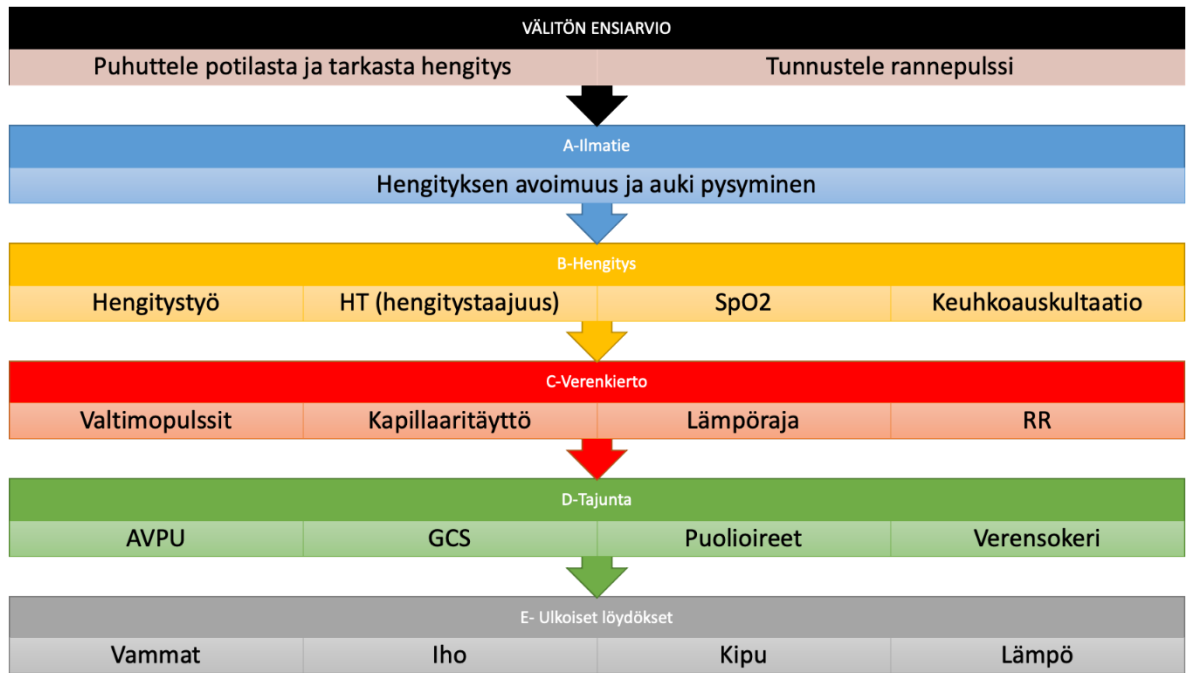 VÄLITÖN ENSIARVIO
Puhuttele potilasta ja tarkasta hengitys Tunnustele rannepulssi
A-Ilmatie
Hengityksen avoimuus ja auki pysyminen
B-Hengitys
Hengitystyö HT (hengitystaajuus) SpO2 Keuhkoauskultaatio
C-Verenkierto
Valtimopulssit Kapillaaritäyttö Lämpöraja RR
D-Tajunta
AVPU GCS Puolioireet Verensokeri
E- Ulkoiset löydökset
Vammat Iho Kipu Lämpö